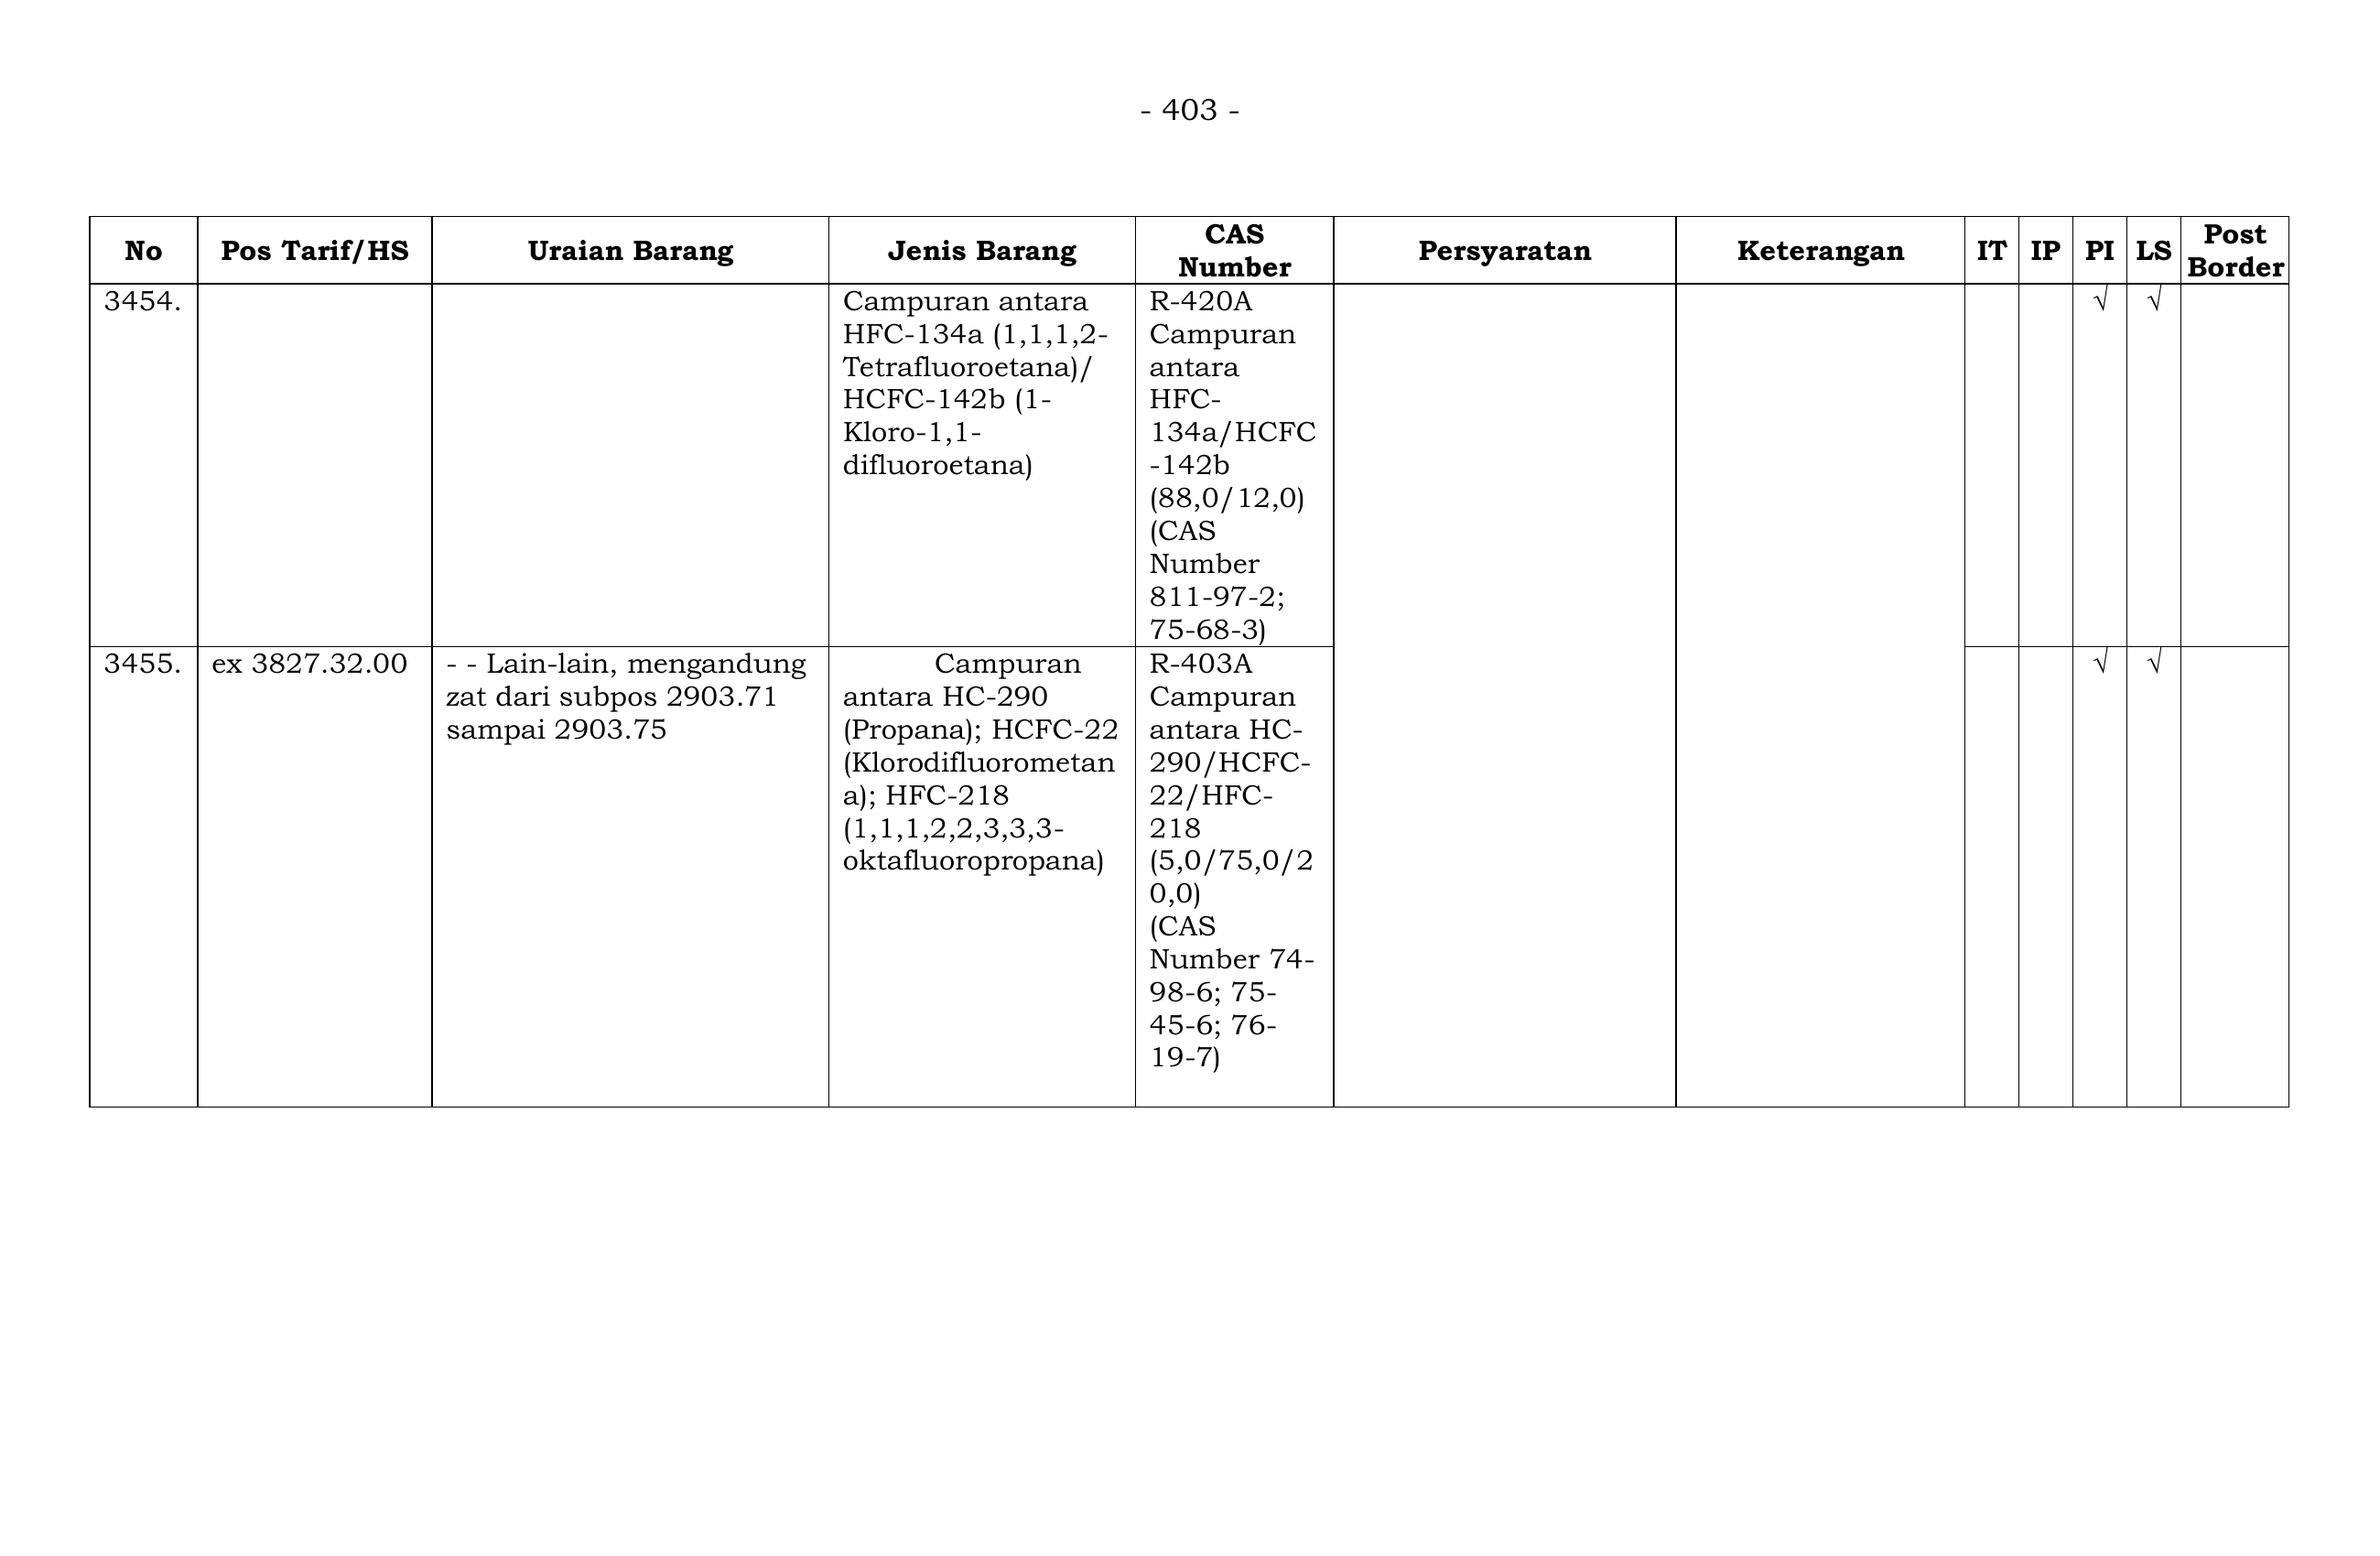 - 403 -
No
Pos Tarif/HS
Uraian Barang
Jenis Barang
CAS
Number
Persyaratan
Keterangan
IT
IP
PI
LS
Post
Border
3454.
Campuran antara
HFC-134a (1,1,1,2-
Tetrafluoroetana)/
HCFC-142b (1-
Kloro-1,1-
difluoroetana)
R-420A
Campuran
antara
HFC-
134a/HCFC
-142b
(88,0/12,0)
(CAS
Number
811-97-2;
75-68-3)
√
√
3455.
ex 3827.32.00
- - Lain-lain, mengandung
zat dari subpos 2903.71
sampai 2903.75
Campuran
antara HC-290
(Propana); HCFC-22
(Klorodifluorometan
a); HFC-218
(1,1,1,2,2,3,3,3-
oktafluoropropana)
R-403A
Campuran
antara HC-
290/HCFC-
22/HFC-
218
(5,0/75,0/2
0,0)
(CAS
Number 74-
98-6; 75-
45-6; 76-
19-7)
√
√